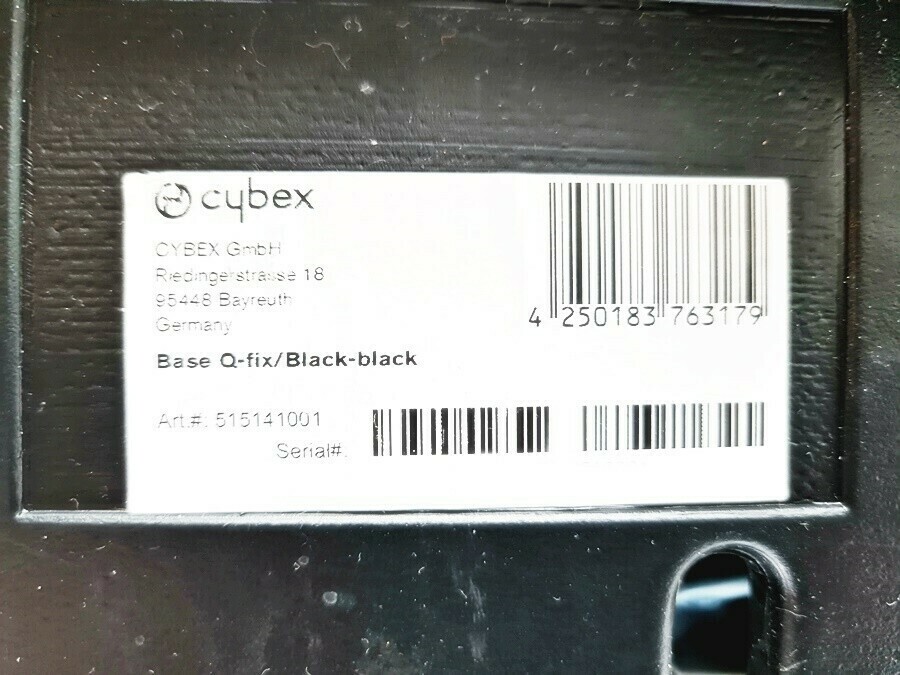 cybex
CYBEX GmbH
Riedingerstrasse 18
95448 Bayreuth
Germany
4 250183 763179
Base Q-fix/Black-black
Art.#: 515141001
Serial#: